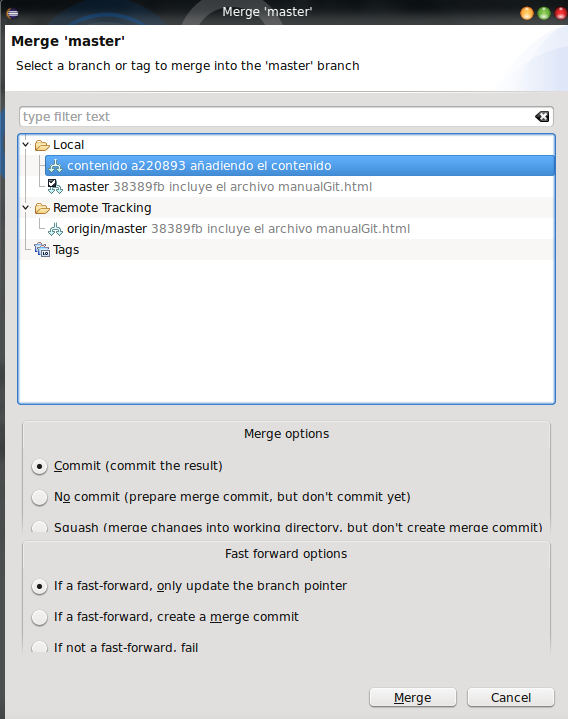 Merge 'master'
Merge 'master'
Select a branch or tag to merge into the 'master' branch
type filter text
Local
contenido a220893 añadiendo el contenido
master 38389fb incluye el archivo manualGit.html
Remote Tracking
origin/master 38389fb incluye el archivo manualGit.html
Tags
Merge options
Commit (commit the result)
No commit (prepare merge commit, but don't commit yet)
Squash (merge changes into working directory, but don't create merge commit)
Fast forward options
If a fast-forward, only update the branch pointer
If a fast-forward, create a merge commit
If not a fast-forward, fail
Merge Cancel